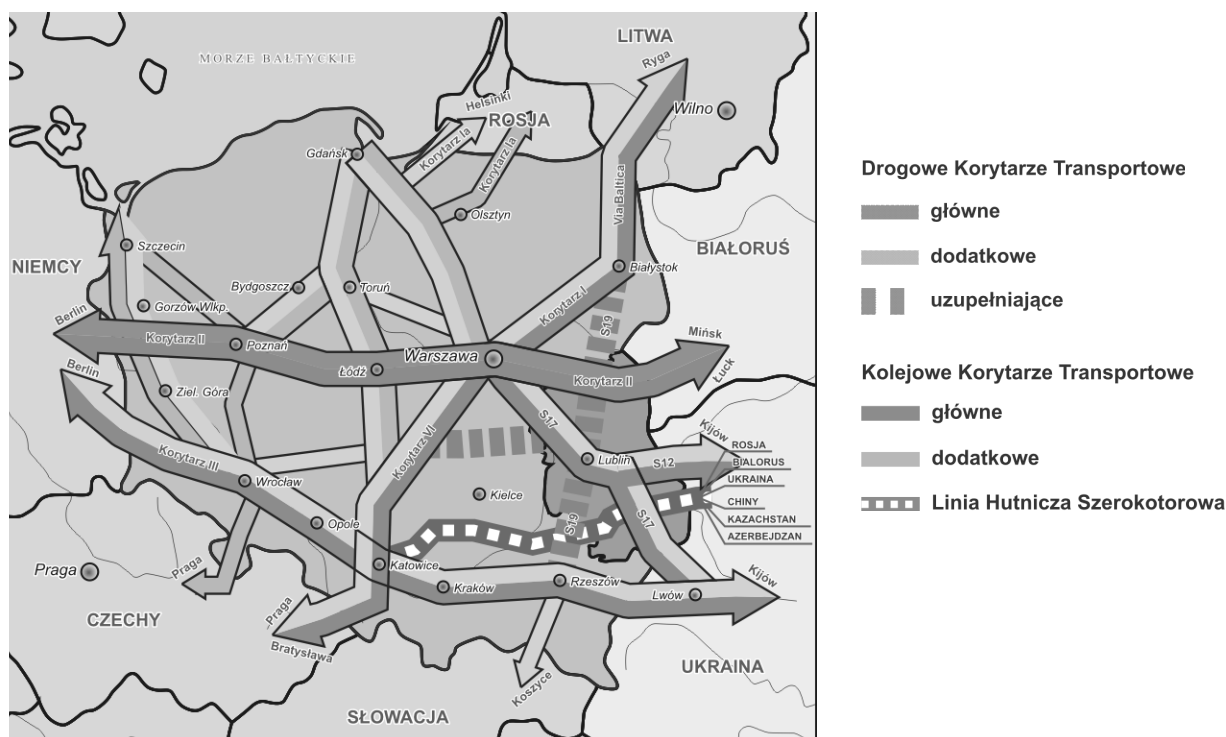 LITWA
MORZE BAŁTYCKIE
Ryga
Wilno
Helsinki
ROSJA
Korytarz Ia
Korytarz Ia
Gdańsk
Olsztyn
Via Baltica
Szczecin
BIAŁORUŚ
NIEMCY
Białystok
Bydgoszcz
Toruń
Gorzów Wlkp.
Korytarz I
Berlin
S19
Mińsk
Korytarz II
Poznań
Warszawa
Łódź
Korytarz II
Łuck
Berlin
Ziel. Góra
S17
Korytarz VI
Kijów
Korytarz III
Lublin
S12
ROSJA
BIALORUS
UKRAINA
CHINY
KAZACHSTAN
AZERBEJDZAN
Wrocław
Kielce
Opole
S19
S17
Katowice
Praga
Praga
Kraków
Rzeszów
Lwów
Kijów
CZECHY
Praga
Bratysława
Koszyce
UKRAINA
SŁOWACJA
Drogowe Korytarze Transportowe
główne
dodatkowe
uzupełniające
Kolejowe Korytarze Transportowe
główne
dodatkowe
Linia Hutnicza Szerokotorowa